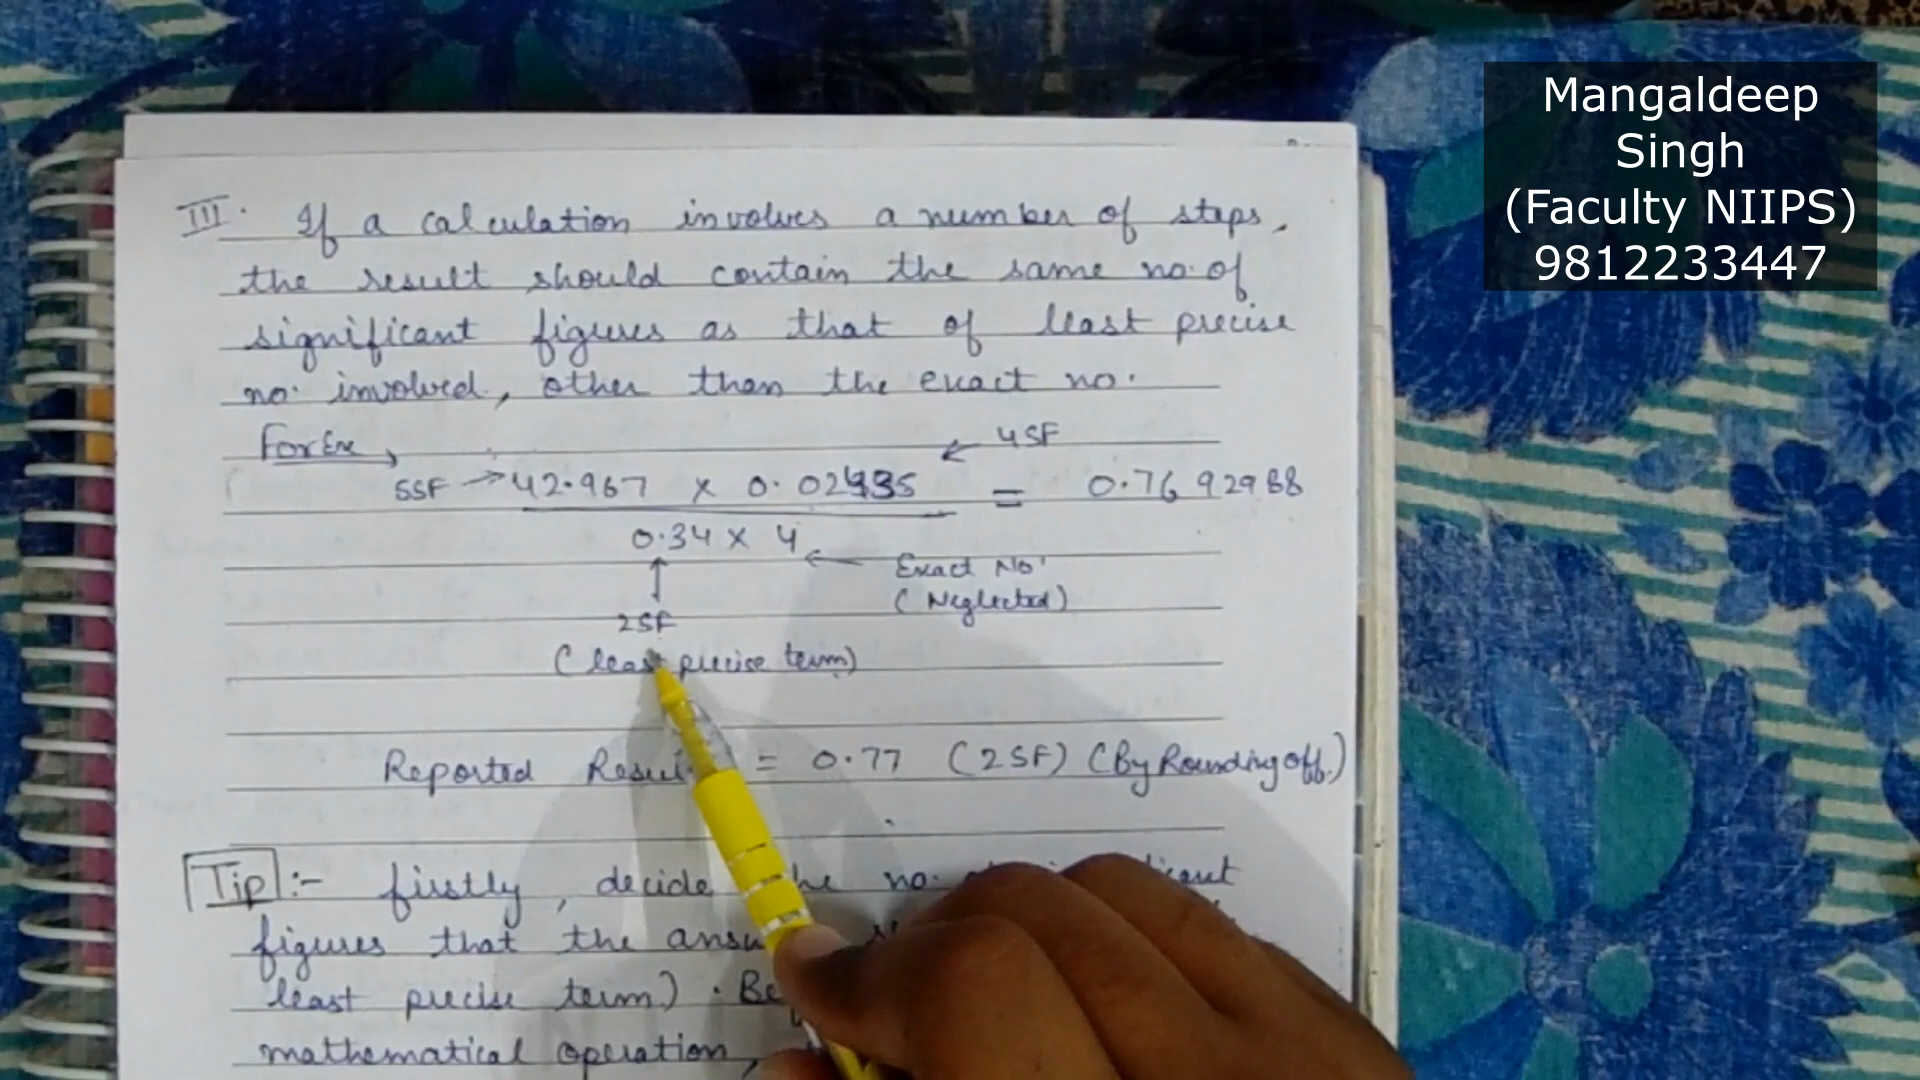 Mangaldeep
Singh
(Faculty NIIPS)
9812233447
III. If a calculation involves a number of steps,
the result should contain the same no. of
significant figures as that of least precise
no. involved, other than the exact no.
For Exe
4SF
5SF → 42.967 x 0.02435 = 0.7692988
0.34 x 4
Exact No.
(Neglected)
2SF
(least precise term)
Reported Result = 0.77 (2SF) (By Rounding off.)
Tip :- firstly, decide the no.
figures that the
least precise term). 
mathematical operation,